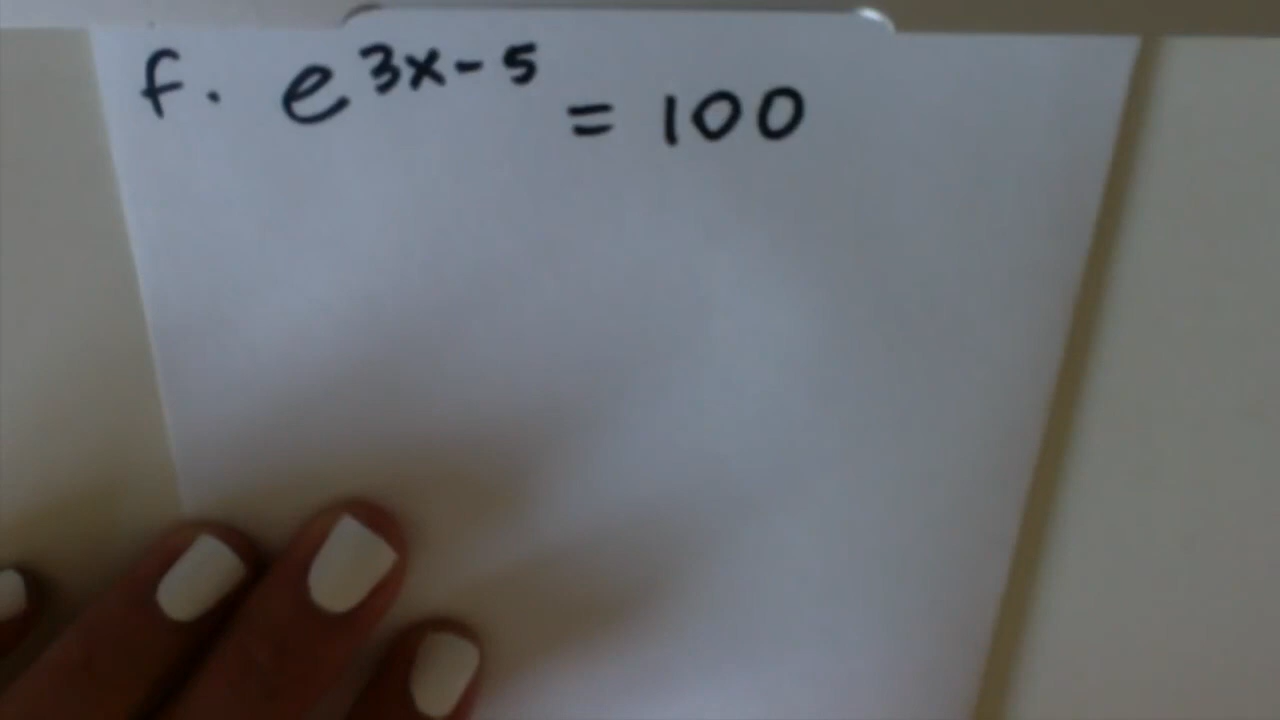 f. e^{3x-5} = 100